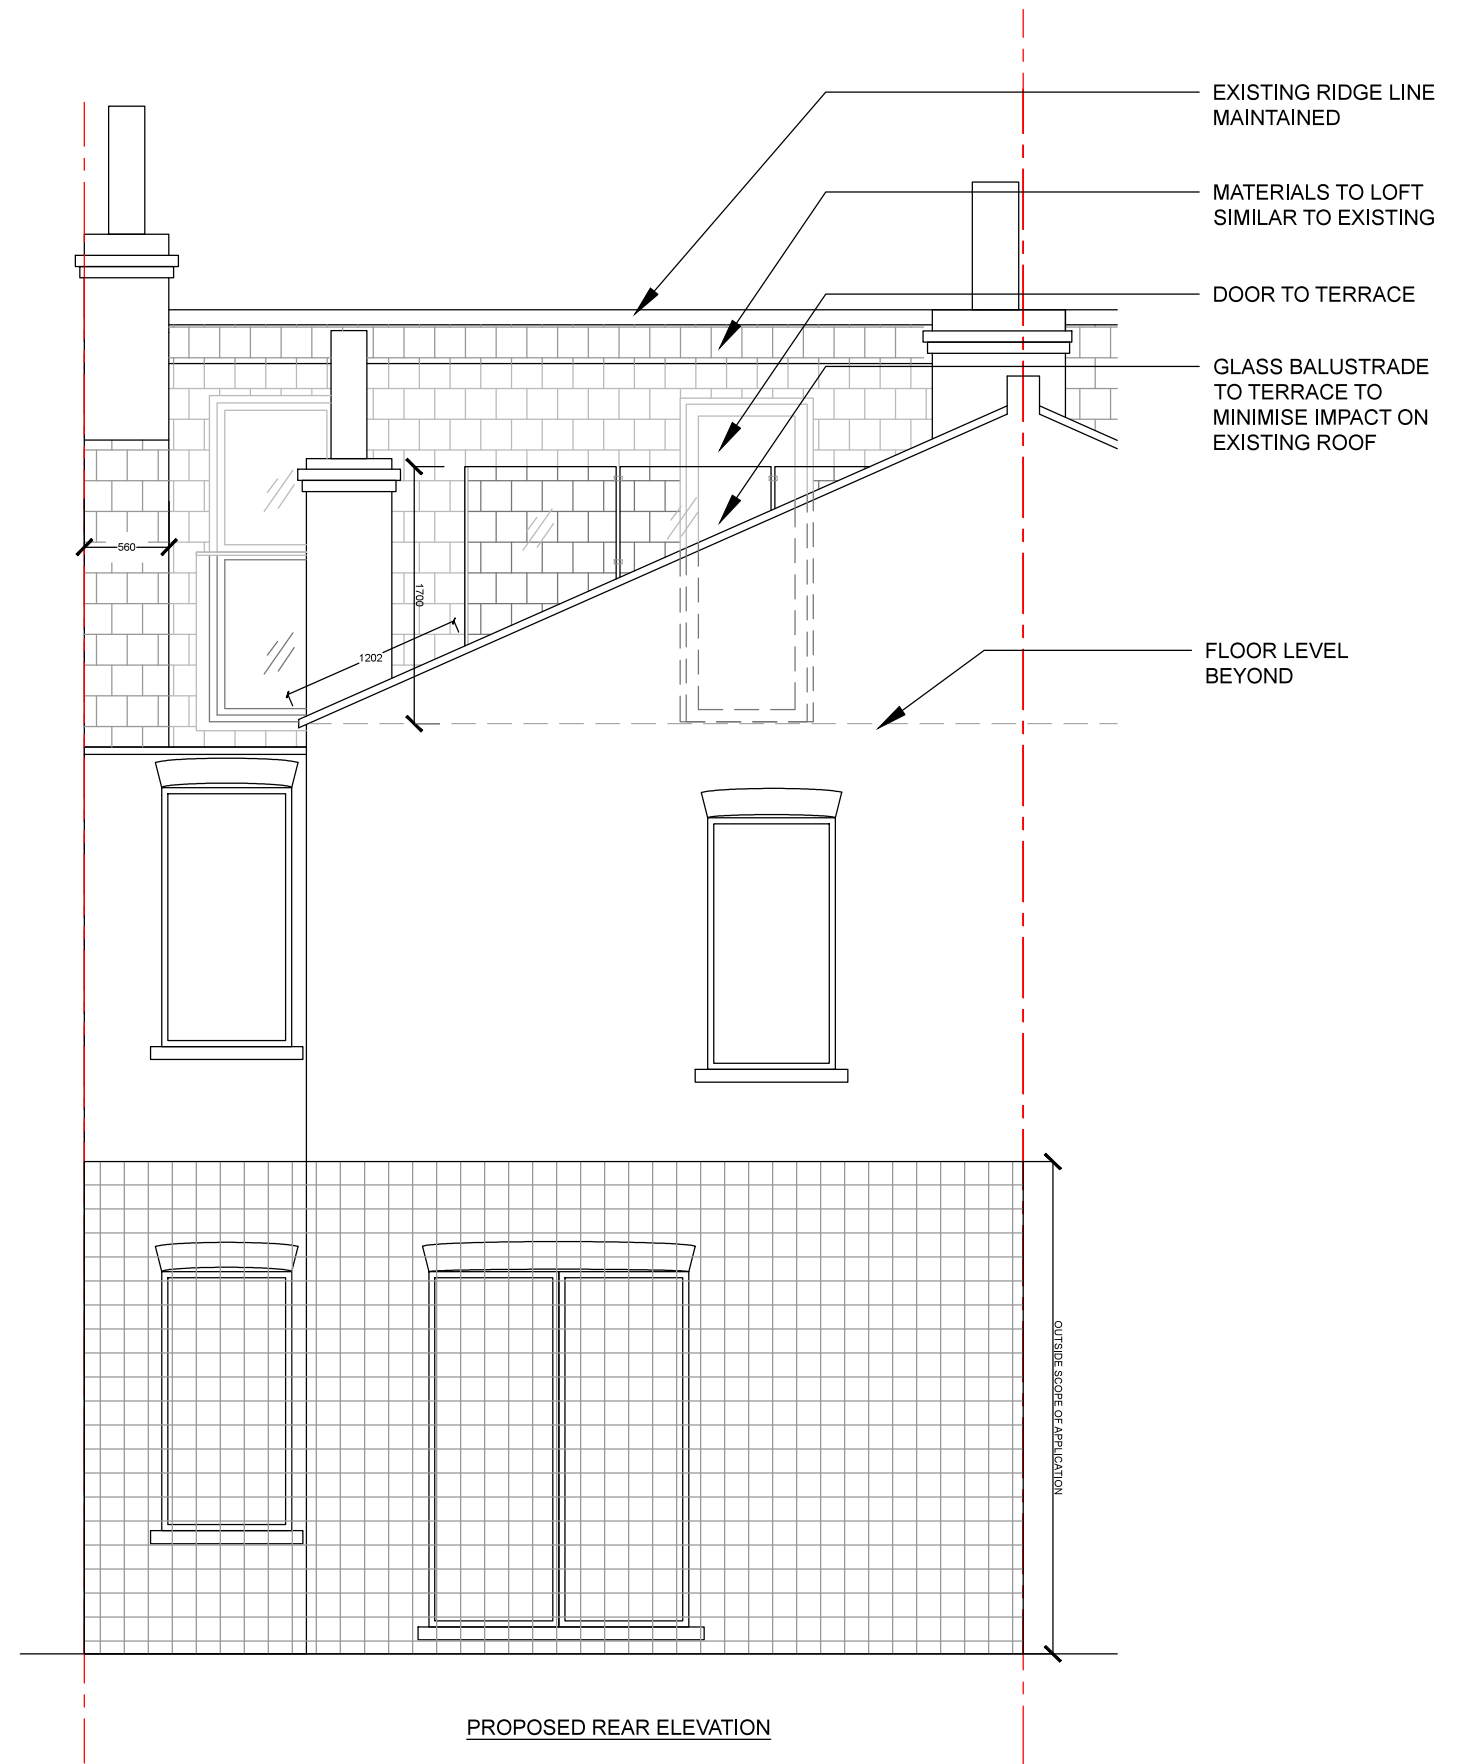 EXISTING RIDGE LINE
MAINTAINED
MATERIALS TO LOFT
SIMILAR TO EXISTING
DOOR TO TERRACE
GLASS BALUSTRADE
TO TERRACE TO
MINIMISE IMPACT ON
EXISTING ROOF
560
1700
1202
FLOOR LEVEL
BEYOND
OUTSIDE SCOPE OF APPLICATION
PROPOSED REAR ELEVATION